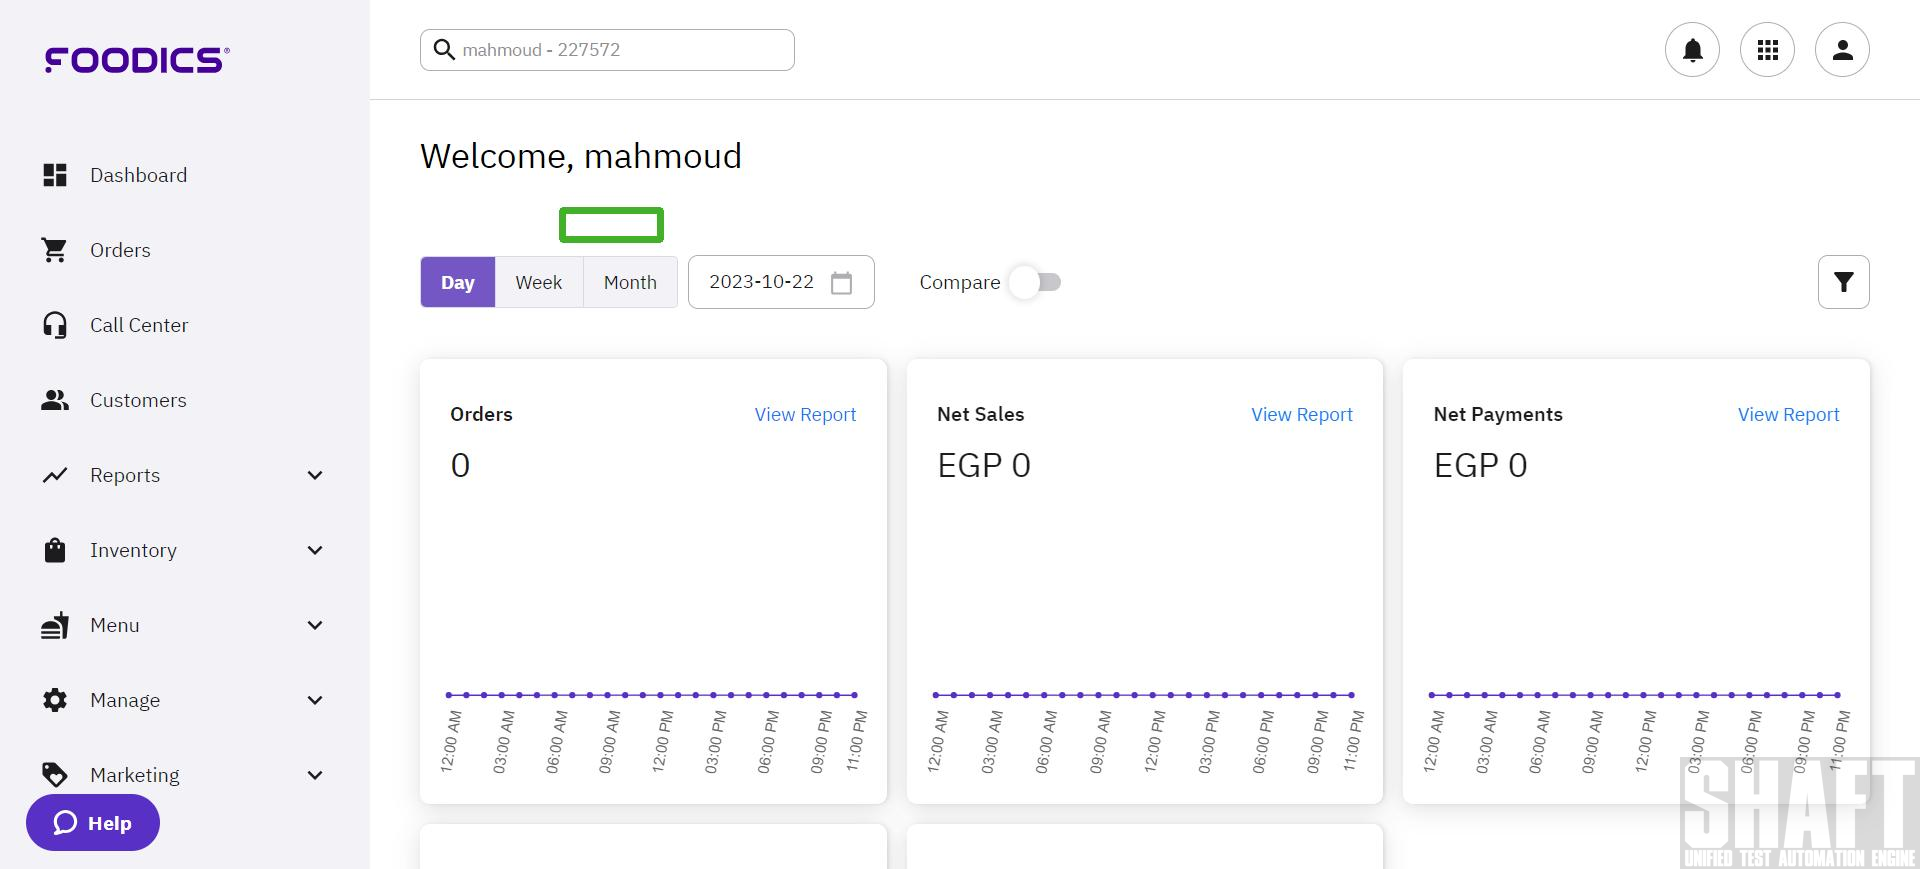 FOODICS®
mahmoud - 227572
Dashboard
Orders
Call Center
Customers
Reports
Inventory
Menu
Manage
Marketing
Help
Welcome, mahmoud
Day Week Month 2023-10-22 Compare
Orders View Report
0
12:00 AM 03:00 AM 06:00 AM 09:00 AM 12:00 PM 03:00 PM 06:00 PM 09:00 PM 11:00 PM
Net Sales View Report
EGP 0
12:00 AM 03:00 AM 06:00 AM 09:00 AM 12:00 PM 03:00 PM 06:00 PM 09:00 PM 11:00 PM
Net Payments View Report
EGP 0
12:00 AM 03:00 AM 06:00 AM 09:00 AM 12:00 PM 03:00 PM 06:00 PM 09:00 PM 11:00 PM
SHAFT
UNIFIED TEST AUTOMATION ENGINE